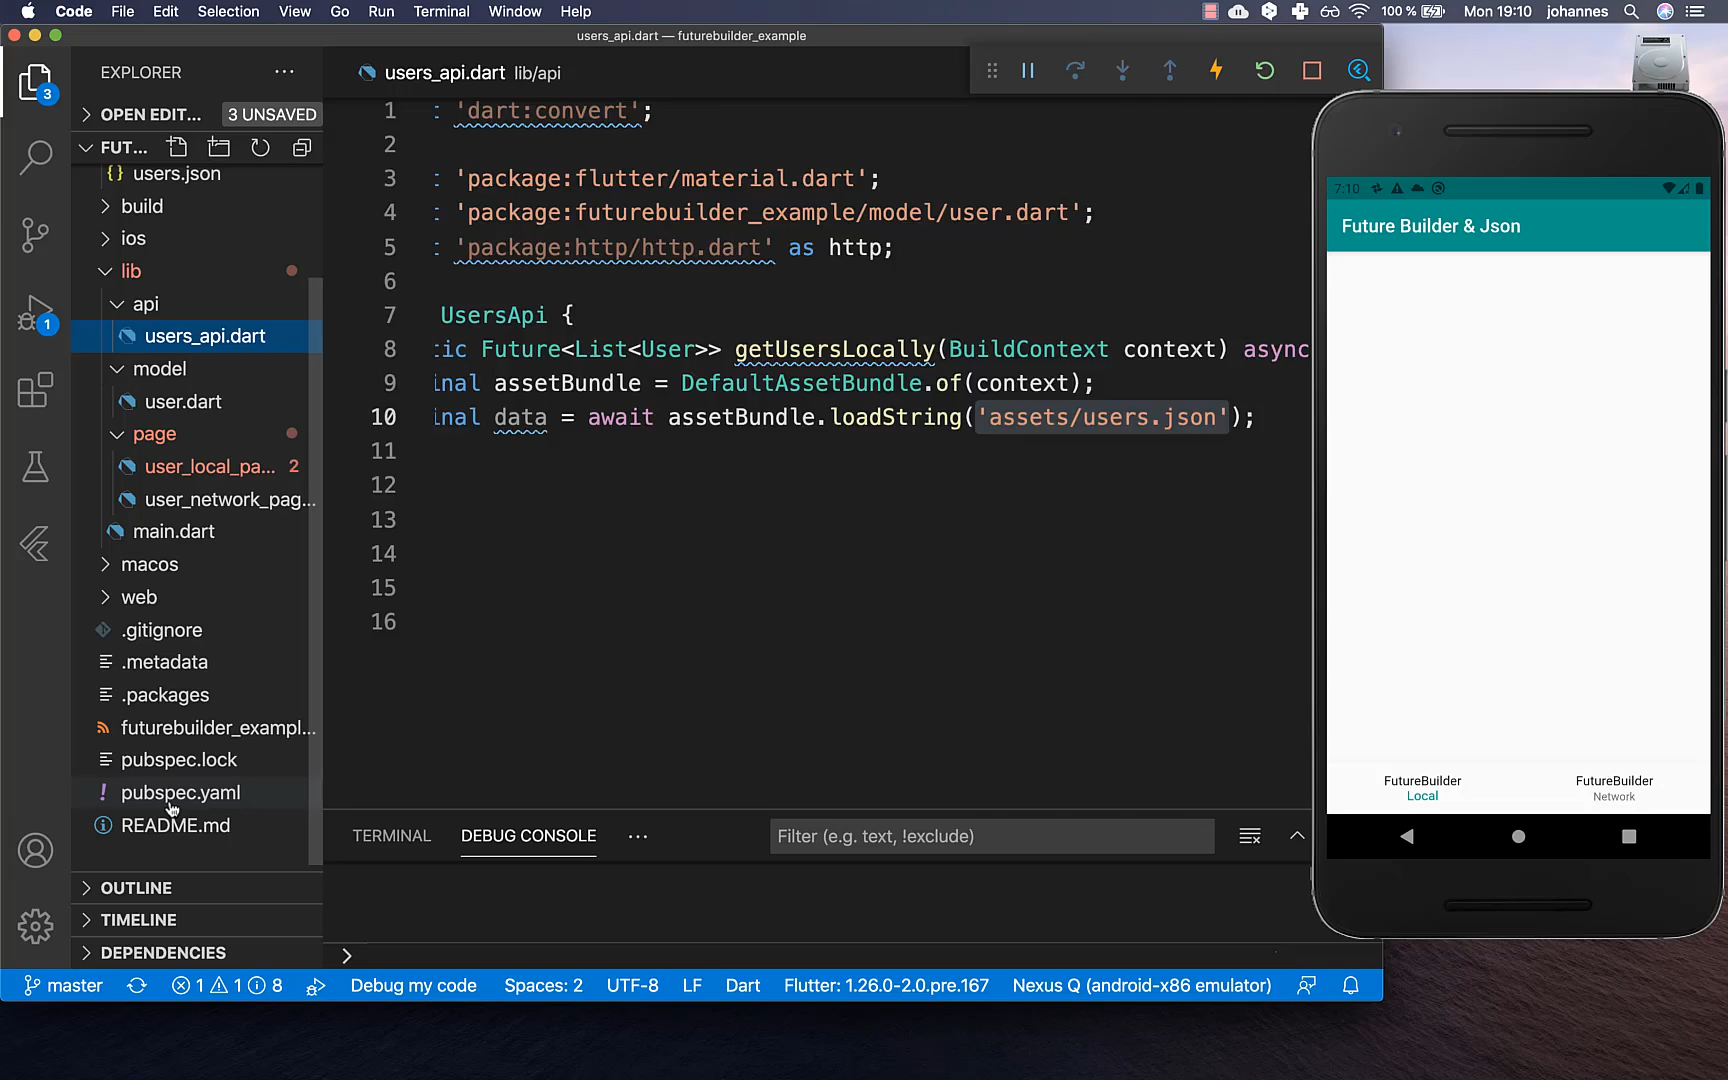 Code File Edit Selection View Go Run Terminal Window Help 100 % Mon 19:10 johannes
users_api.dart — futurebuilder_example
EXPLORER
3
OPEN EDIT... 3 UNSAVED
FUT...
{} users.json
build
ios
lib
api
users_api.dart
model
user.dart
page
user_local_pa... 2
user_network_pag...
main.dart
macos
web
.gitignore
.metadata
.packages
futurebuilder_exampl...
pubspec.lock
! pubspec.yaml
README.md
OUTLINE
TIMELINE
DEPENDENCIES
1
users_api.dart lib/api
1 : 'dart:convert';
2
3 : 'package:flutter/material.dart';
4 : 'package:futurebuilder_example/model/user.dart';
5 : 'package:http/http.dart' as http;
6
7 UsersApi {
8 tic Future<List<User>> getUsersLocally(BuildContext context) async
9 inal assetBundle = DefaultAssetBundle.of(context);
10 inal data = await assetBundle.loadString('assets/users.json');
11
12
13
14
15
16
TERMINAL DEBUG CONSOLE ... Filter (e.g. text, !exclude)
master 1 1 8 Debug my code Spaces: 2 UTF-8 LF Dart Flutter: 1.26.0-2.0.pre.167 Nexus Q (android-x86 emulator)
7:10
Future Builder & Json
FutureBuilder
Local
FutureBuilder
Network